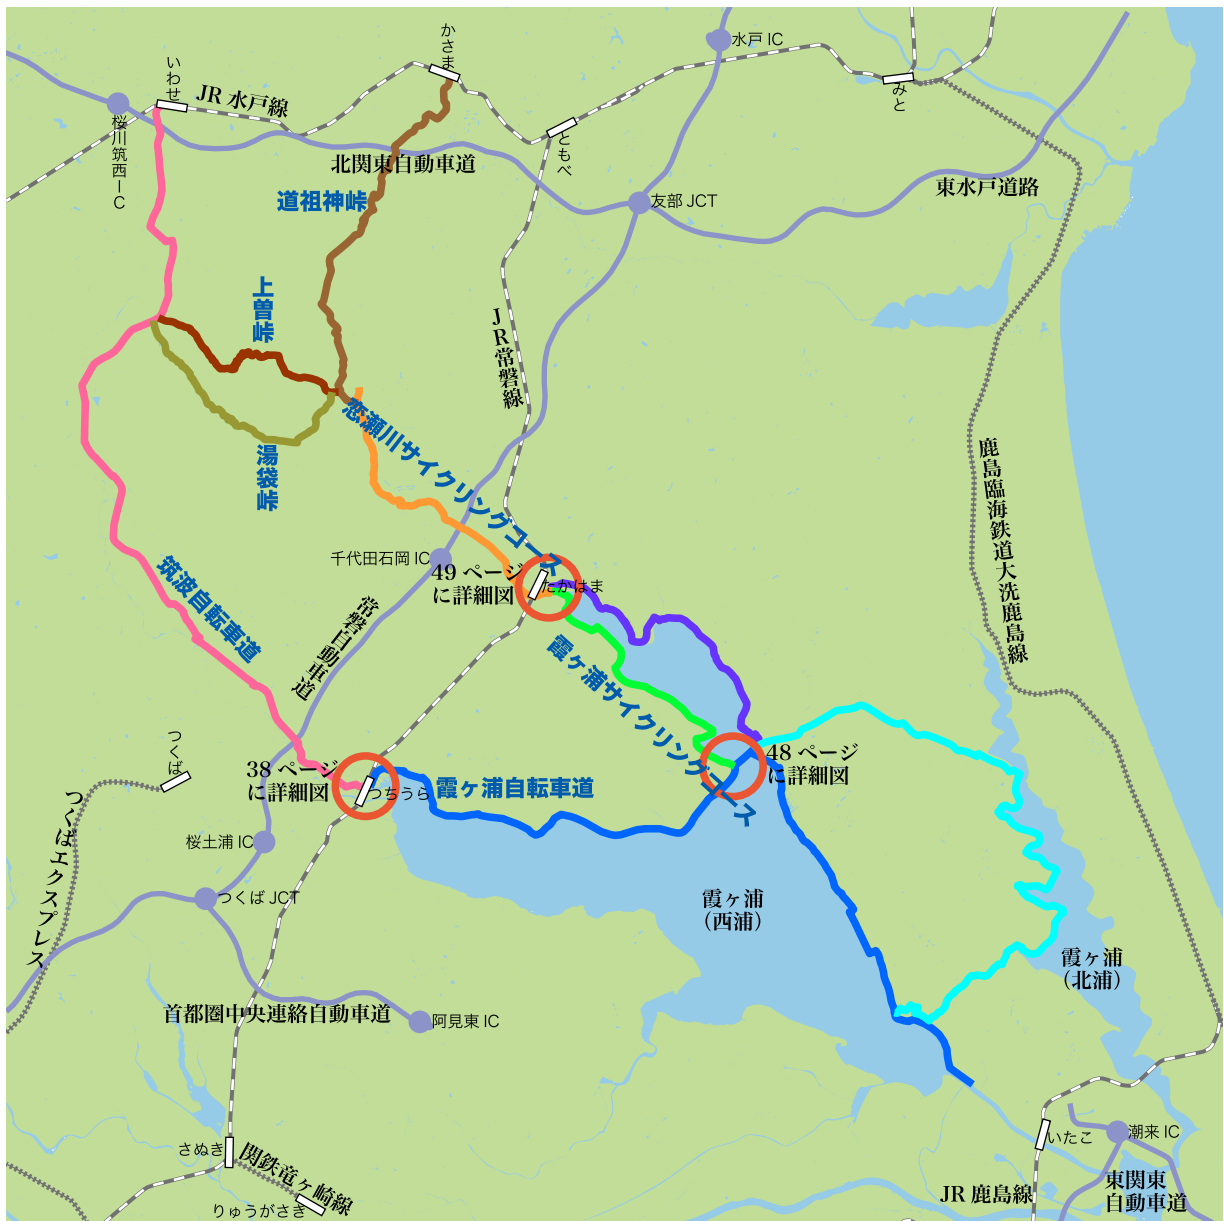 かさま
水戸 IC
いわせ
JR 水戸線
みと
桜川筑西IC
ともべ
北関東自動車道
東水戸道路
道祖神峠
友部 JCT
上曽峠
JR常磐線
恋瀬川サイクリングコース
湯袋峠
鹿島臨海鉄道大洗鹿島線
千代田石岡 IC
49 ページ
に詳細図
たかはま
筑波自転車道
常磐自動車道
霞ヶ浦サイクリングコース
つくば
38 ページ
に詳細図
つちうら
霞ヶ浦自転車道
48 ページ
に詳細図
つくばエクスプレス
桜土浦 IC
つくば JCT
霞ヶ浦
（西浦）
霞ヶ浦
（北浦）
首都圏中央連絡自動車道
阿見東 IC
さぬき
関鉄竜ヶ崎線
りゅうがさき
いたこ
潮来 IC
JR 鹿島線
東関東
自動車道